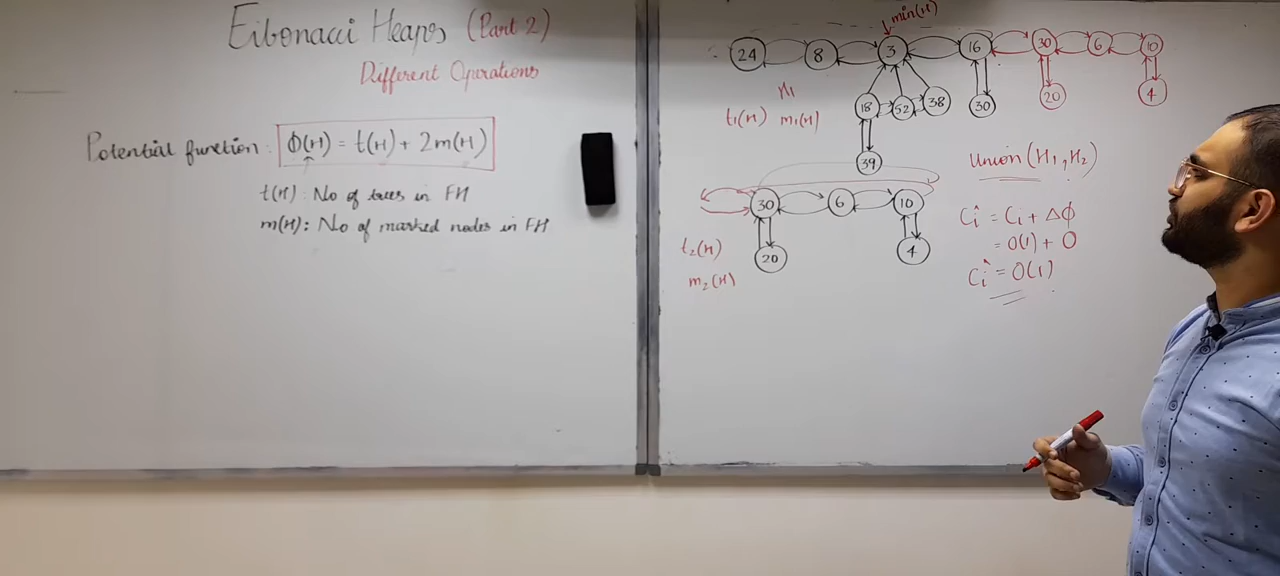 Fibonacci Heaps (Part 2)
Different Operations
Potential function: Φ(H) = t(H) + 2m(H)
t(H): No of trees in FH
m(H): No of marked nodes in FH
min(H)
24 8 3 16 30 6 10
18 52 38 30 20 4
39
H1
t1(H) m1(H)
Union(H1,H2)
30 6 10
20 4
t2(H)
m2(H)
Ĉi = Ci + ΔΦ
= O(1) + 0
Ĉi = O(1)